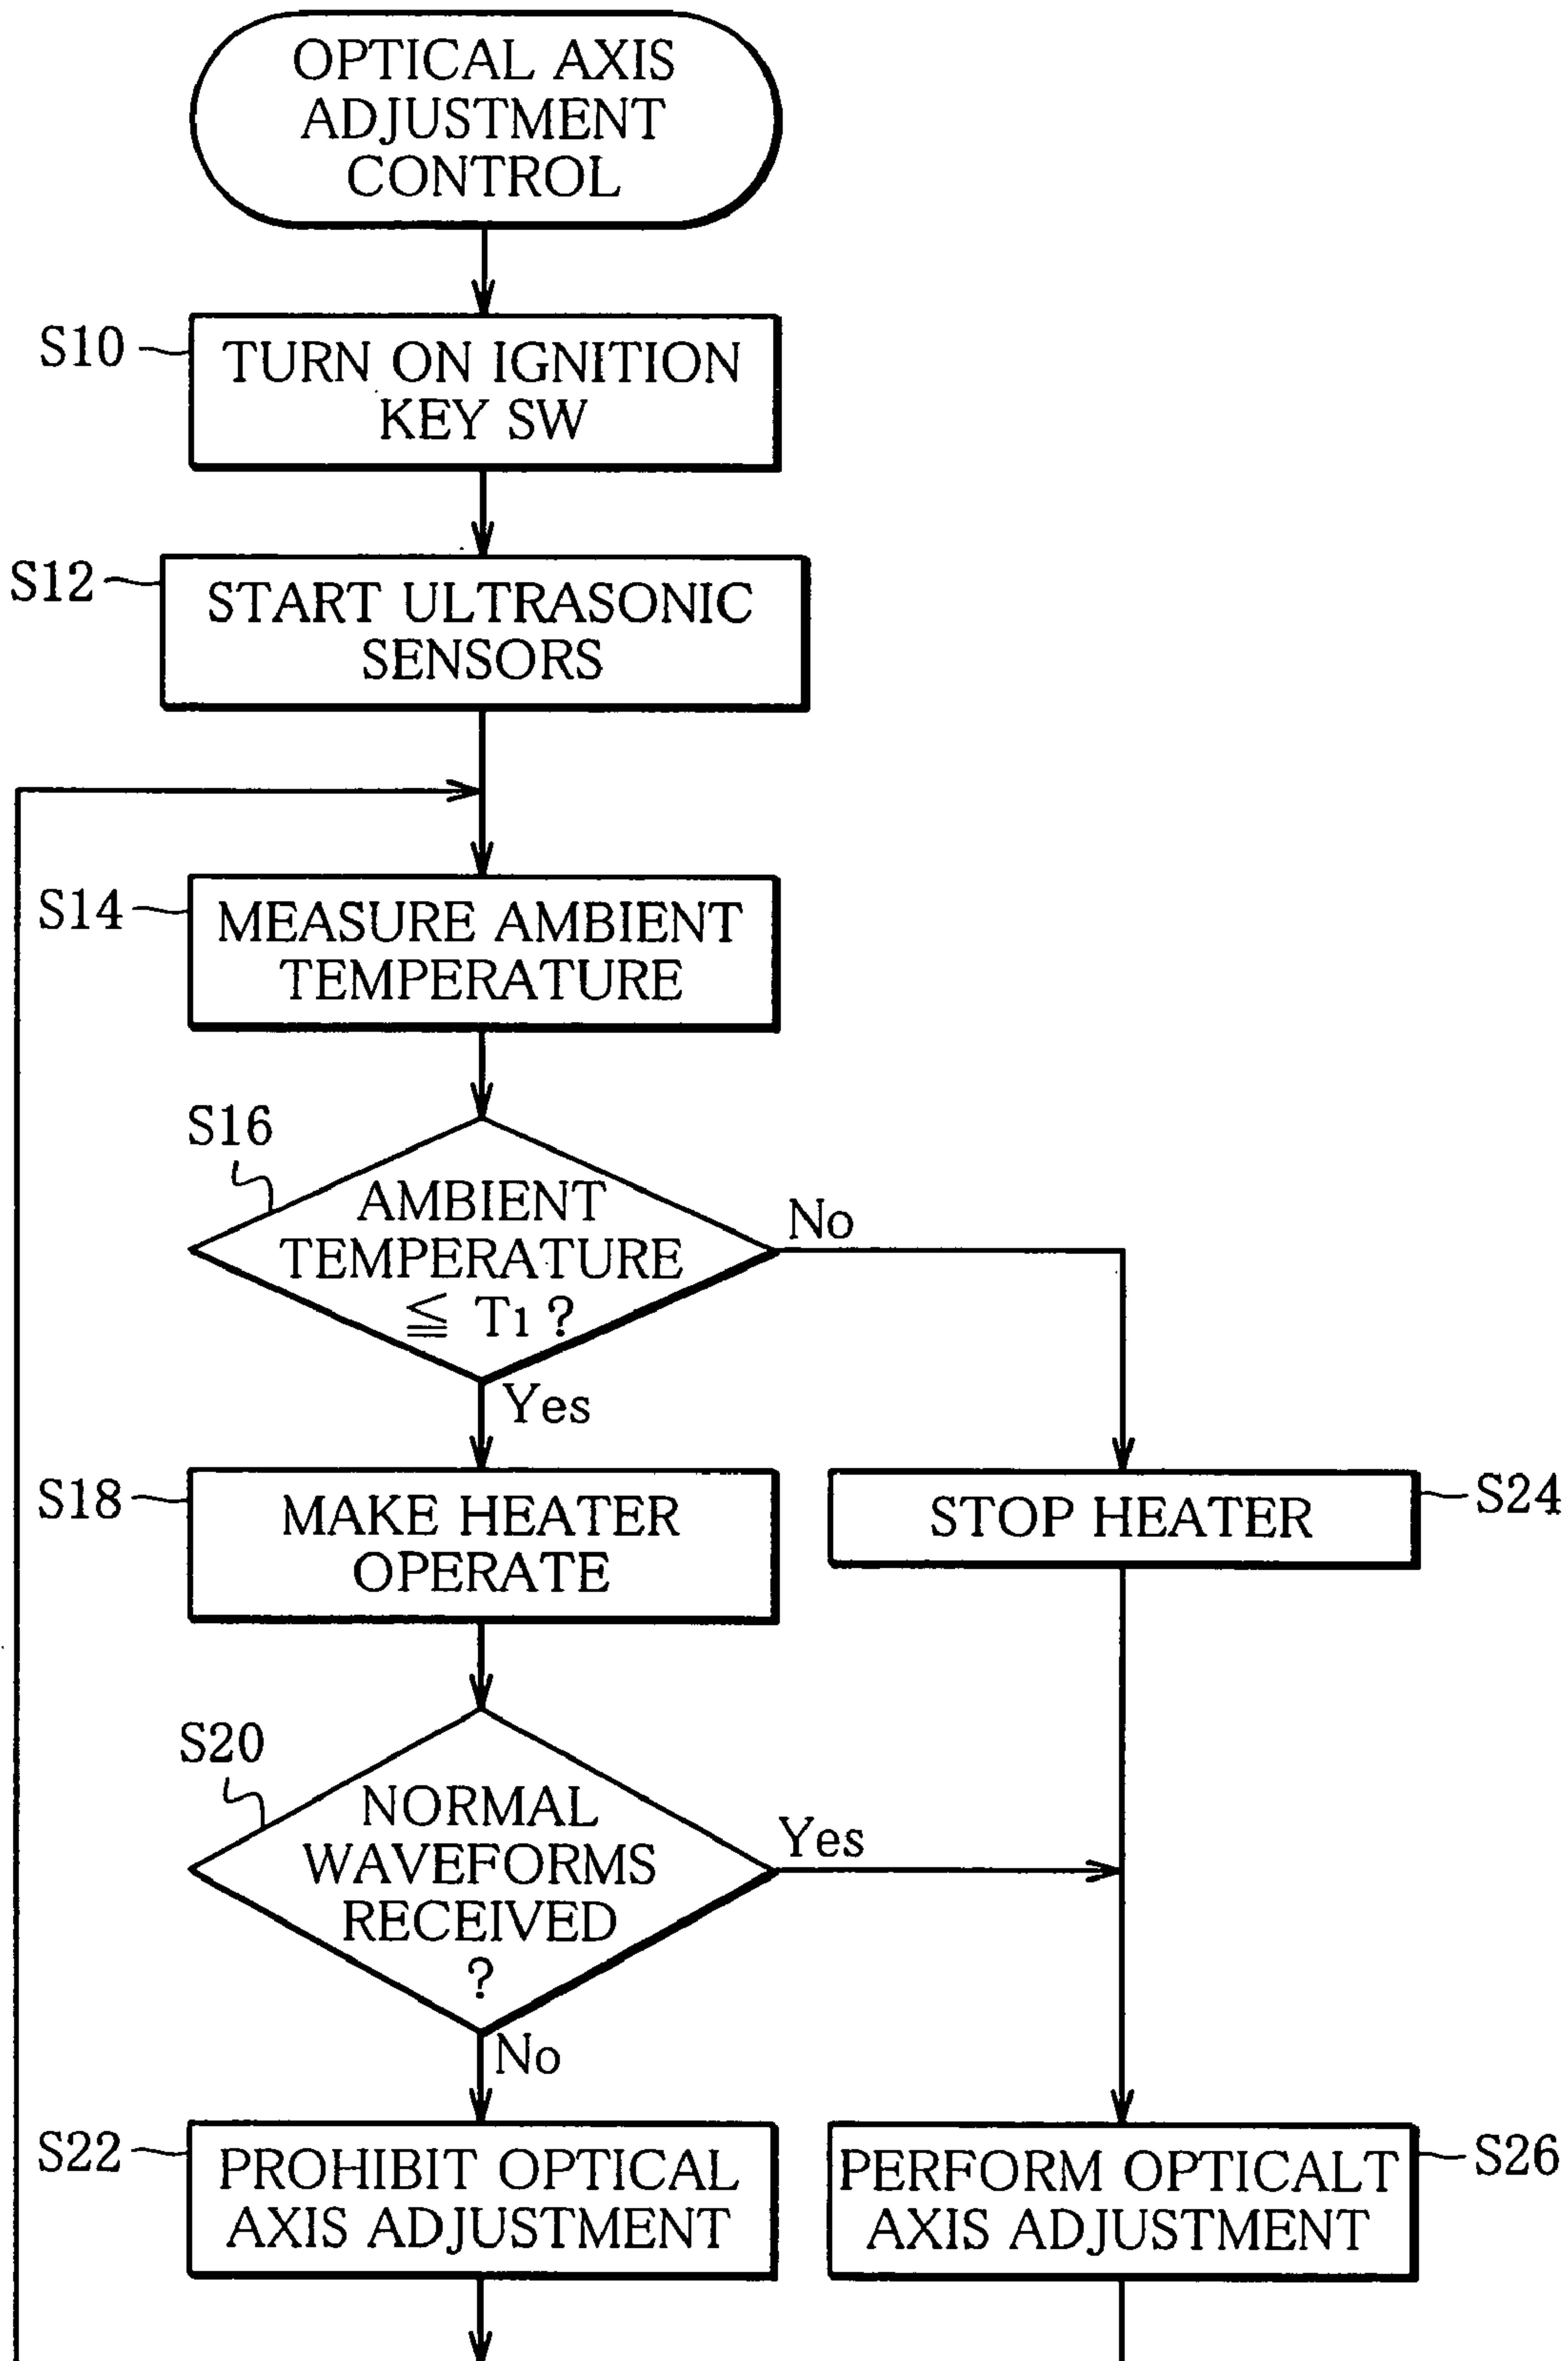 OPTICAL AXIS
ADJUSTMENT
CONTROL
S10
TURN ON IGNITION
KEY SW
S12
START ULTRASONIC
SENSORS
S14
MEASURE AMBIENT
TEMPERATURE
S16
AMBIENT
TEMPERATURE
≦ T1 ?
No
Yes
S18
MAKE HEATER
OPERATE
STOP HEATER
S24
S20
NORMAL
WAVEFORMS
RECEIVED
?
Yes
No
S22
PROHIBIT OPTICAL
AXIS ADJUSTMENT
PERFORM OPTICALT
AXIS ADJUSTMENT
S26